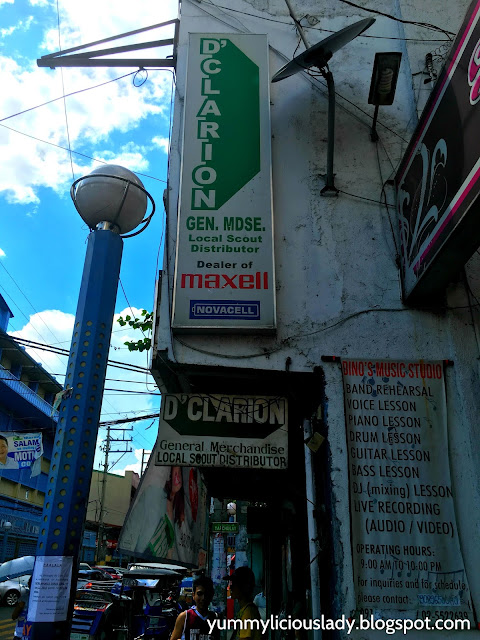 D'CLARION
GEN. MDSE.
Local Scout
Distributor
Dealer of
maxell
NOVACELL
D'CLARION
General Merchandise
LOCAL SCOUT DISTRIBUTOR
BINO'S MUSIC STUDIO
BAND REHERSAL
VOICE LESSON
PIANO LESSON
DRUM LESSON
GUITAR LESSON
BASS LESSON
DJ-(mixing) LESSON
LIVE RECORDING
(AUDIO / VIDEO)
OPERATING HOURS:
9:00 AM TO 10:00 PM
for inquiries and for schedule
please contact:
SALAM
yummyliciouslady.blogspot.com